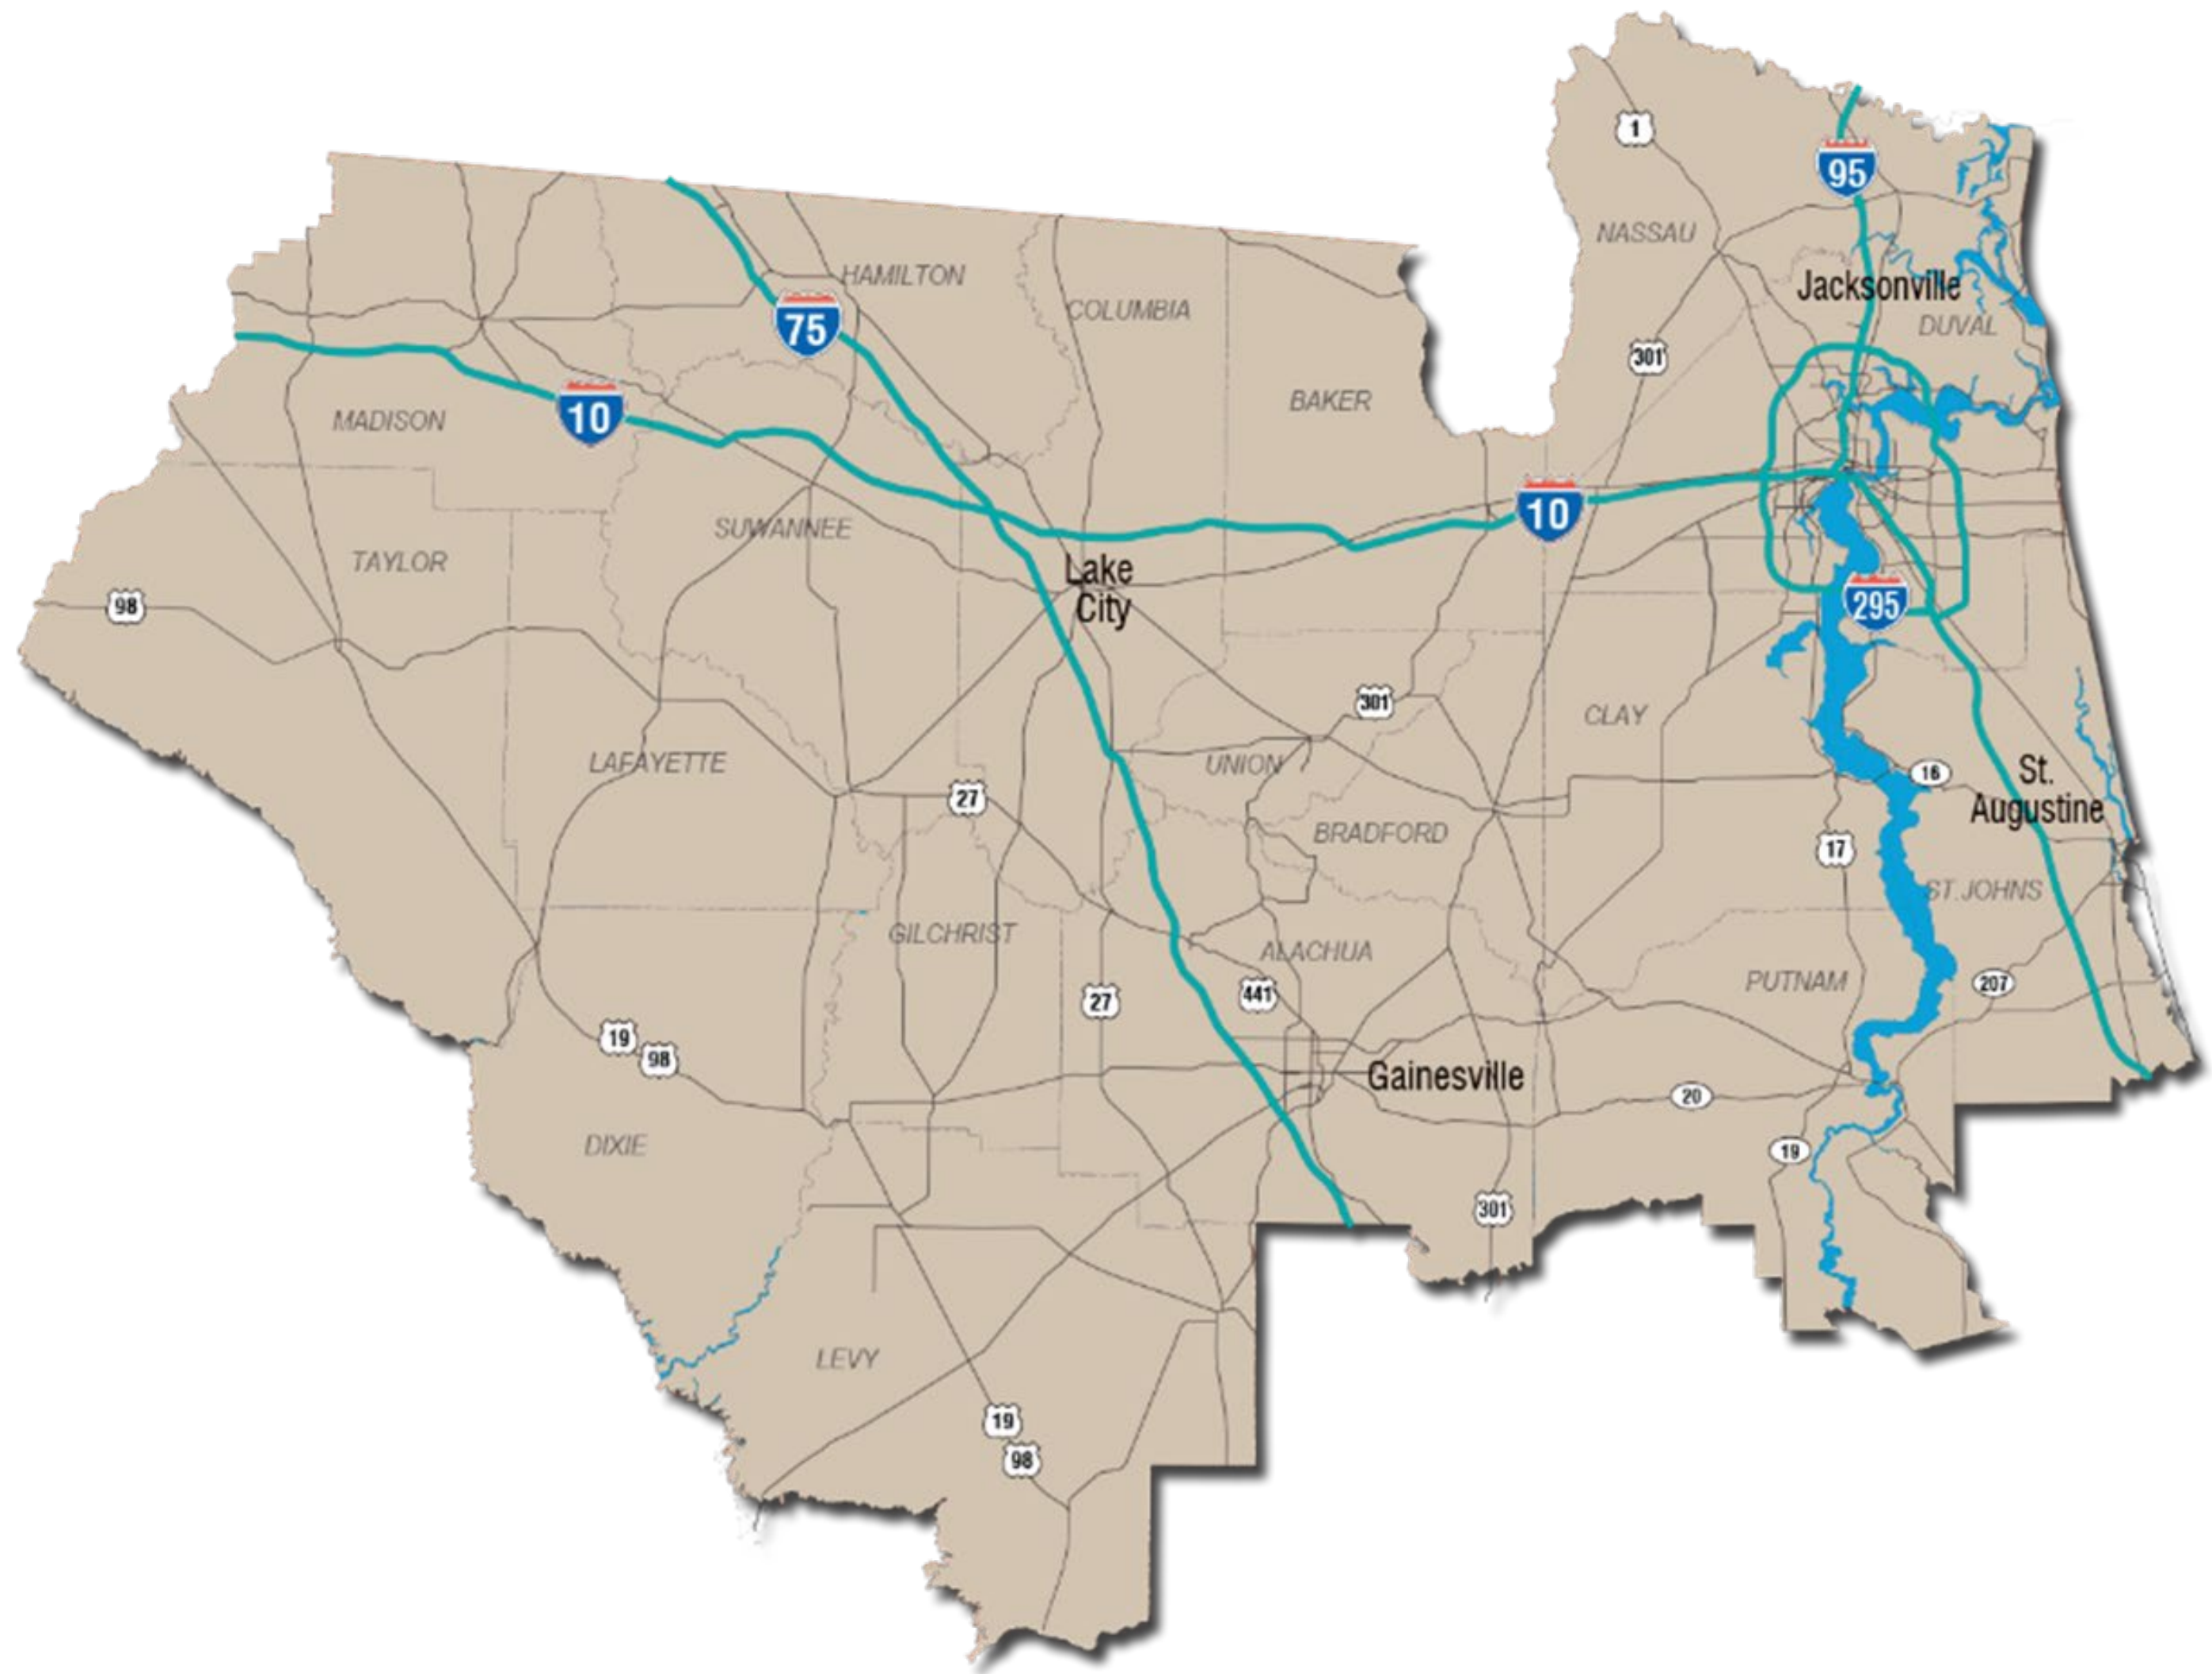 1
95
NASSAU
HAMILTON
Jacksonville
COLUMBIA
DUVAL
75
301
BAKER
10
MADISON
10
SUWANNEE
TAYLOR
Lake
City
98
295
301
CLAY
LAFAYETTE
UNION
16
St.
Augustine
27
BRADFORD
17
ST.JOHNS
GILCHRIST
ALACHUA
PUTNAM
207
441
27
19
98
Gainesville
20
DIXIE
19
301
LEVY
19
98